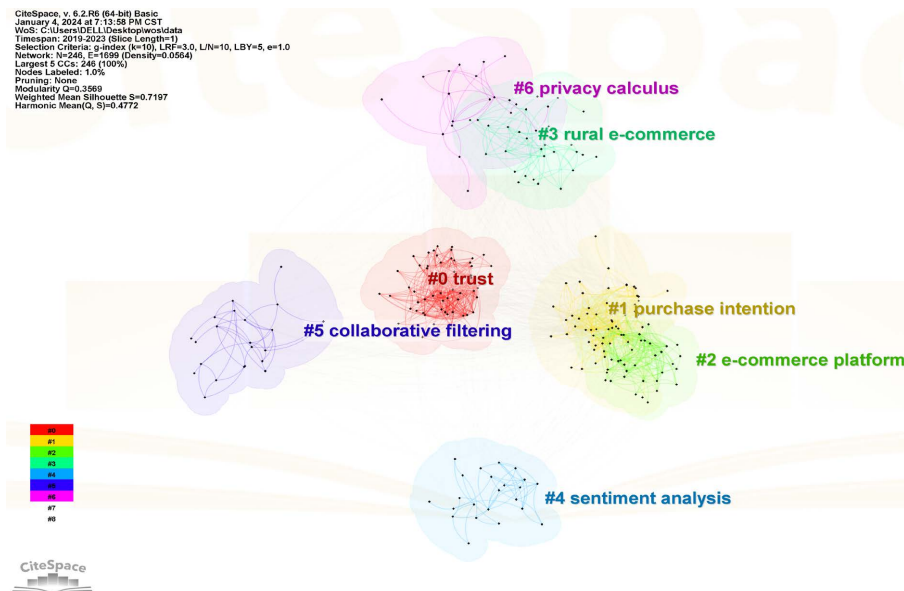 CiteSpace, v. 6.2.R6 (64-bit) Basic
January 4, 2024 at 7:13:58 PM CST
WoS: C:\Users\DELL\Desktop\wos\data
Timespan: 2019-2023 (Slice Length=1)
Selection Criteria: g-index (k=10), LRF=3.0, L/N=10, LBY=5, e=1.0
Network: N=246, E=1699 (Density=0.0564)
Largest 5 CCs: 246 (100%)
Nodes Labeled: 1.0%
Pruning: None
Modularity Q=0.3569
Weighted Mean Silhouette S=0.7197
Harmonic Mean(Q, S)=0.4772
#6 privacy calculus
#3 rural e-commerce
#0 trust
#1 purchase intention
#5 collaborative filtering
#2 e-commerce platform
#4 sentiment analysis
#0
#1
#2
#3
#4
#5
#6
#7
#8
CiteSpace